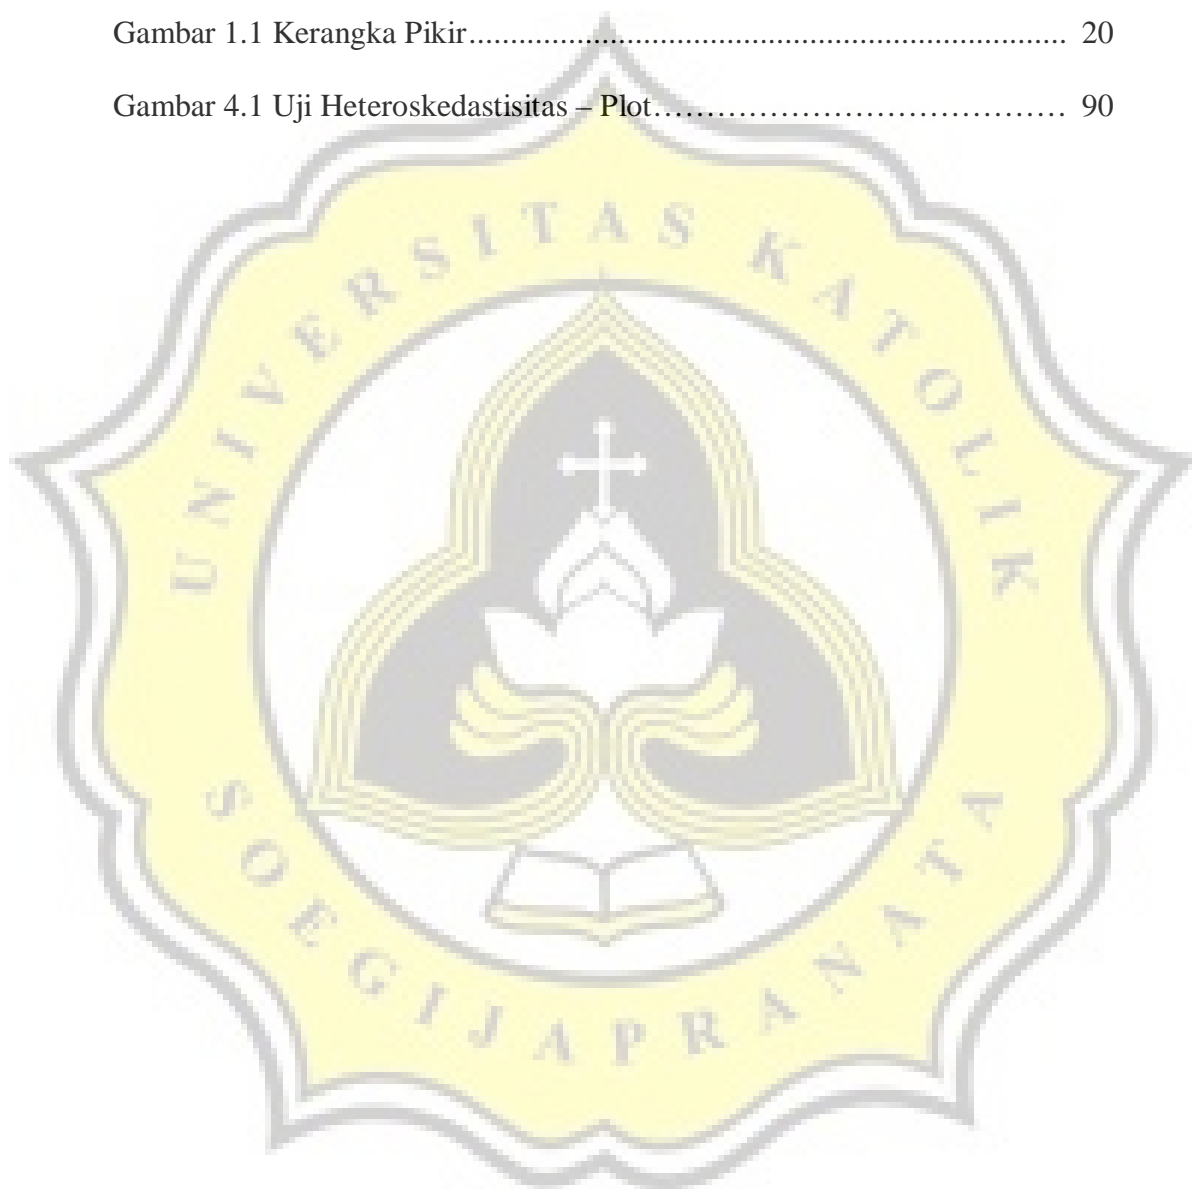 Gambar 1.1 Kerangka Pikir........................................................................ 20
Gambar 4.1 Uji Heteroskedastisitas – Plot………………………………… 90
UNIVERSITAS KATOLIK
SOEGIJAPRANATA